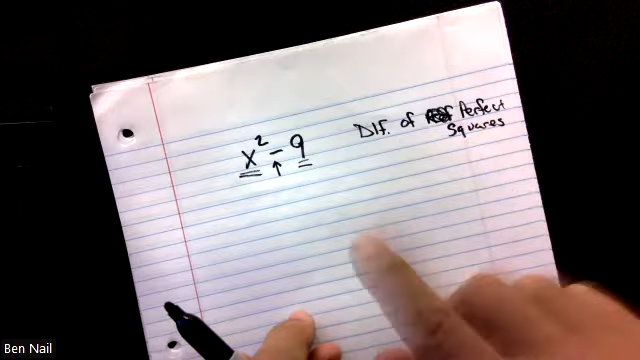 x² - 9
Dif. of Perfect
Squares
Ben Nail